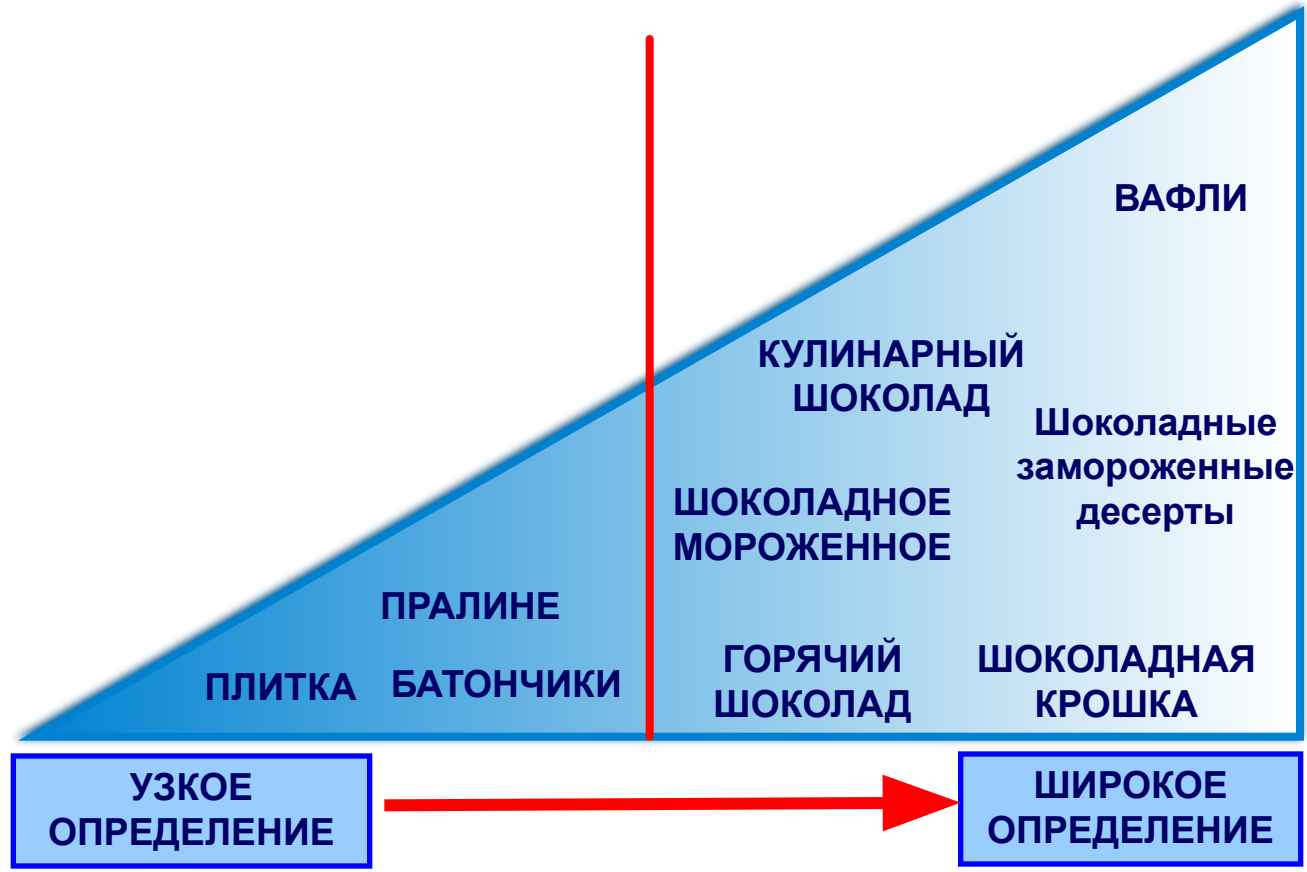 ВАФЛИ
КУЛИНАРНЫЙ
ШОКОЛАД
Шоколадные
замороженные
десерты
ШОКОЛАДНОЕ
МОРОЖЕННОЕ
ПРАЛИНЕ
ПЛИТКА
БАТОНЧИКИ
ГОРЯЧИЙ
ШОКОЛАД
ШОКОЛАДНАЯ
КРОШКА
УЗКОЕ
ОПРЕДЕЛЕНИЕ
ШИРОКОЕ
ОПРЕДЕЛЕНИЕ